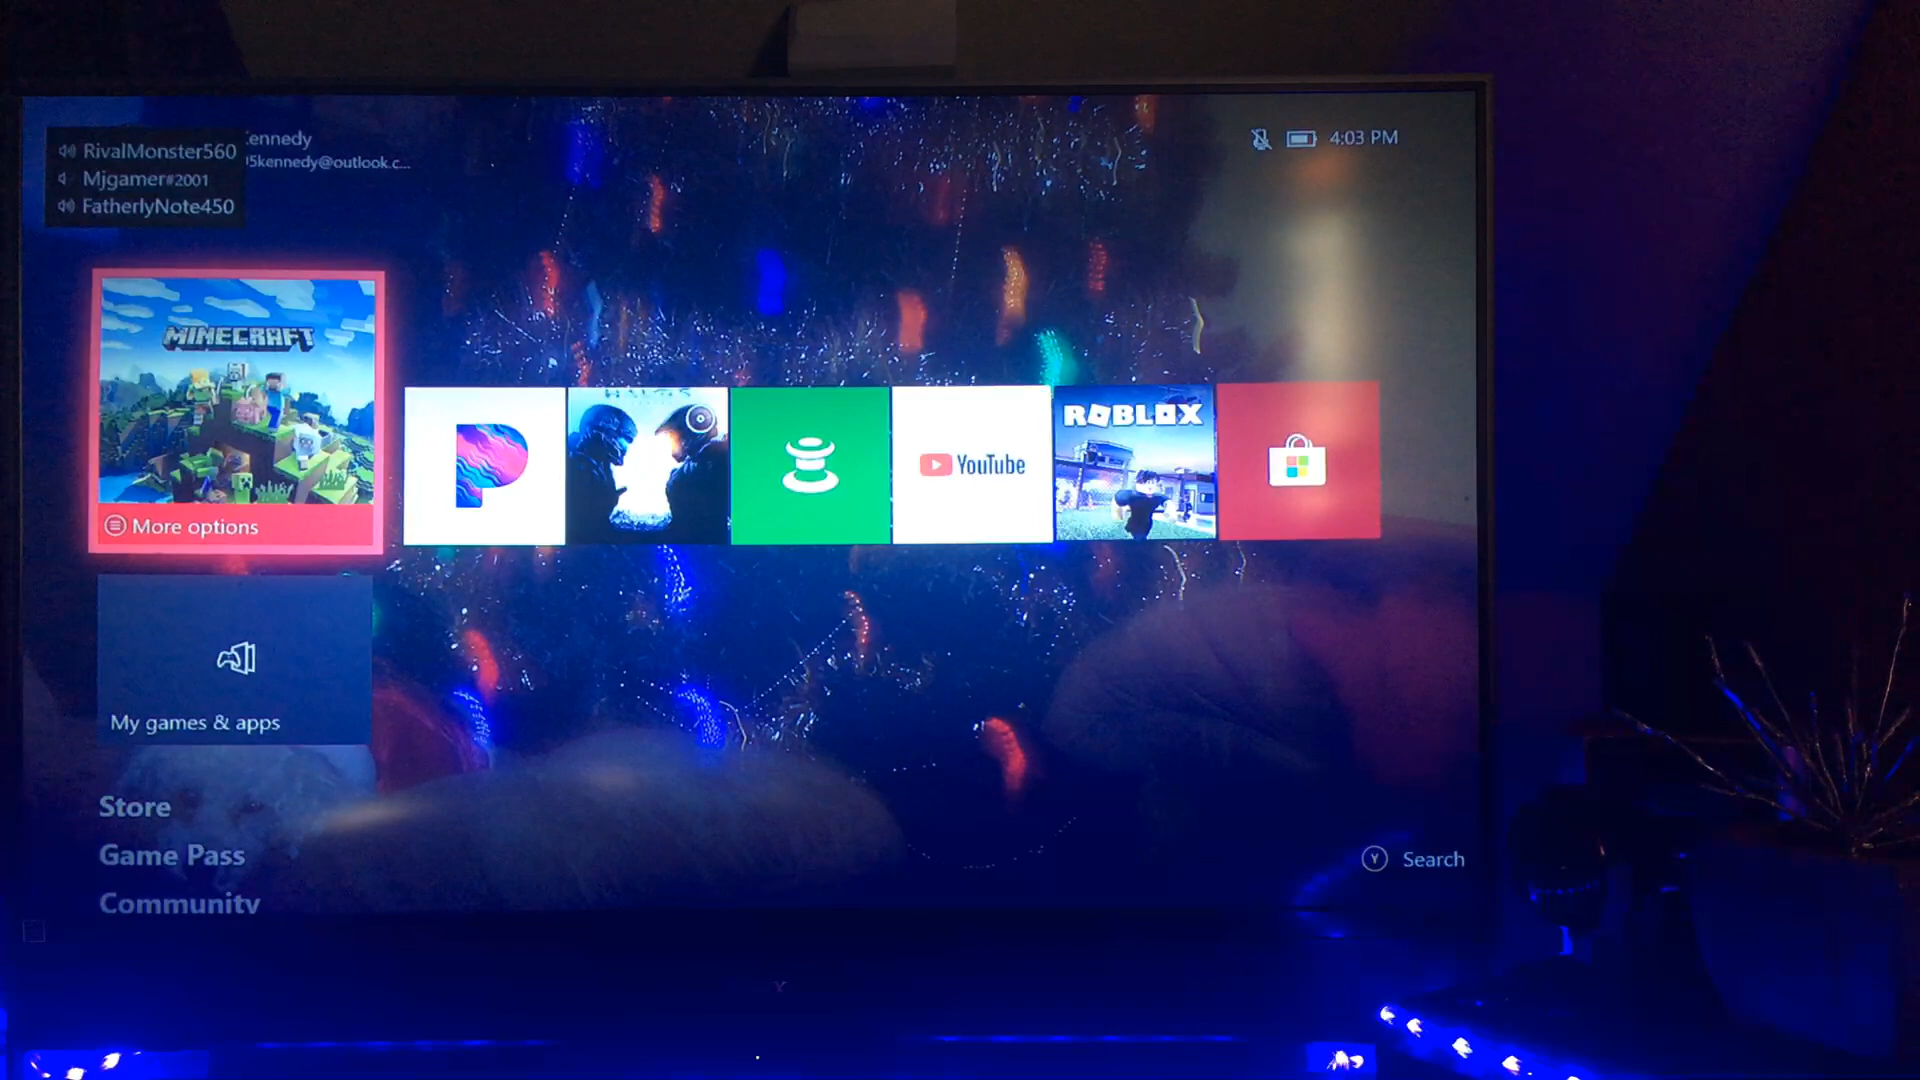 RivalMonster560
Kennedy
5kennedy@outlook.c...
Mjgamer#2001
FatherlyNote450
4:03 PM
MINECRAFT
More options
YouTube
ROBLOX
My games & apps
Store
Game Pass
Community
Y Search